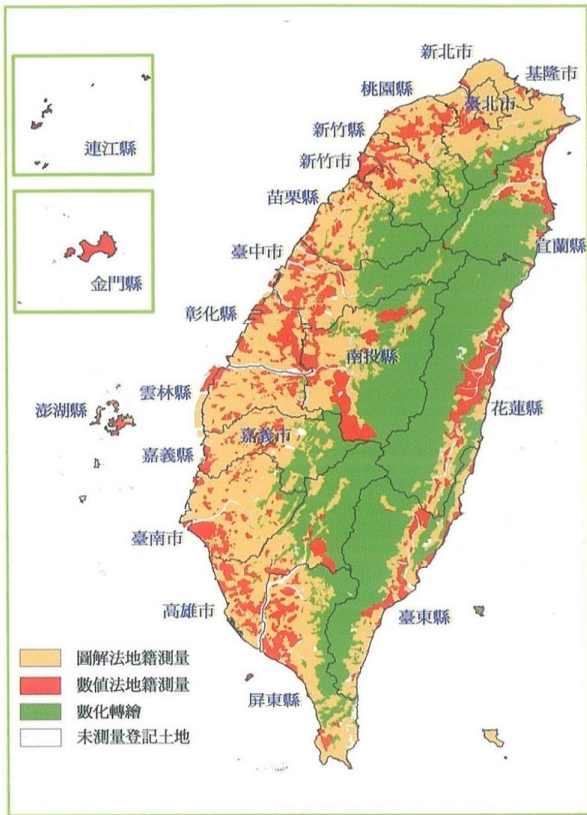 新北市
基隆市
桃園縣
臺北市
新竹縣
新竹市
苗栗縣
宜蘭縣
臺中市
彰化縣
南投縣
雲林縣
花蓮縣
澎湖縣
嘉義市
嘉義縣
臺南市
高雄市
臺東縣
屏東縣
連江縣
金門縣
圖解法地籍測量
數值法地籍測量
數化轉繪
未測量登記土地